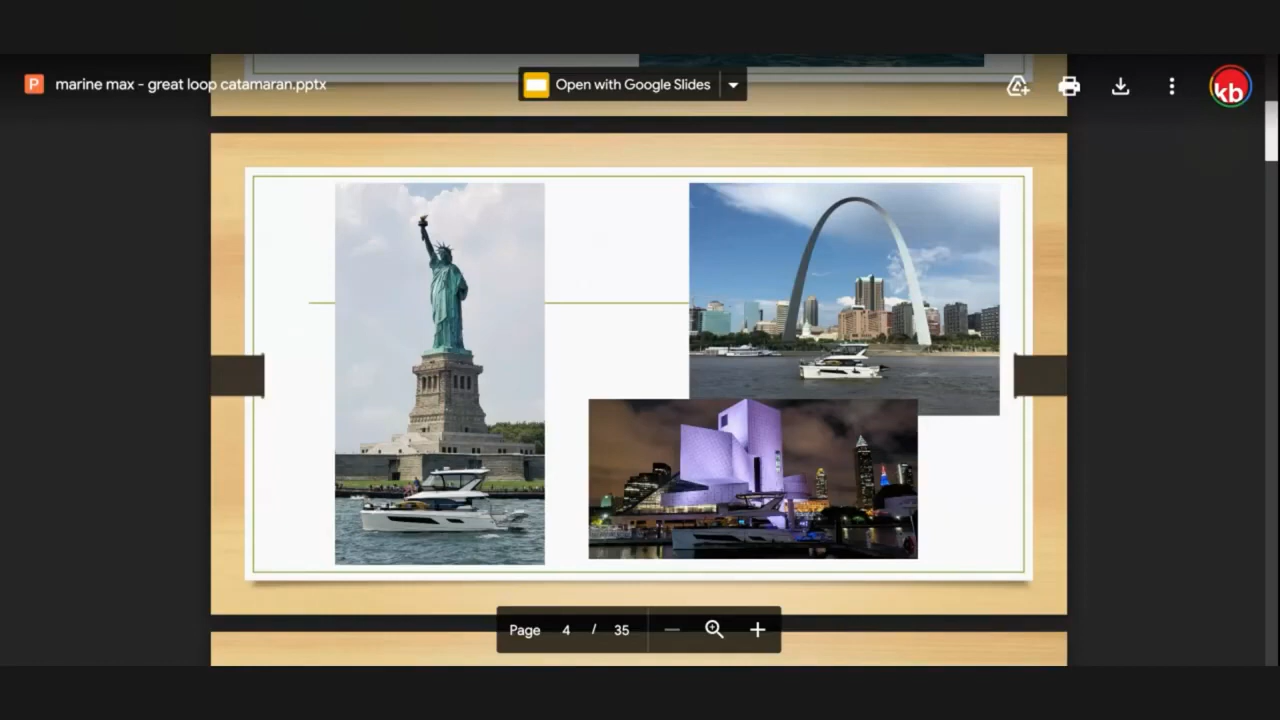 P marine max - great loop catamaran.pptx
Open with Google Slides
kb
Page 4 / 35